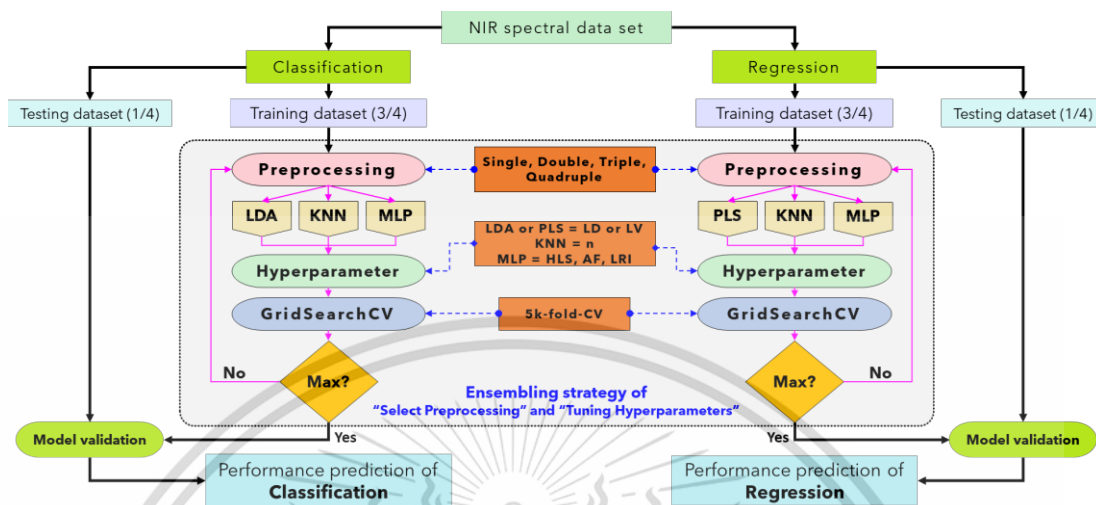 NIR spectral data set
Classification
Regression
Testing dataset (1/4)
Training dataset (3/4)
Training dataset (3/4)
Testing dataset (1/4)
Preprocessing
Single, Double, Triple,
Quadruple
Preprocessing
LDA
KNN
MLP
PLS
KNN
MLP
LDA or PLS = LD or LV
KNN = n
MLP = HLS, AF, LRI
Hyperparameter
Hyperparameter
GridSearchCV
5k-fold-CV
GridSearchCV
No
Max?
Max?
No
Ensembling strategy of
"Select Preprocessing" and "Tuning Hyperparameters"
Model validation
Yes
Yes
Model validation
Performance prediction of
Classification
Performance prediction of
Regression